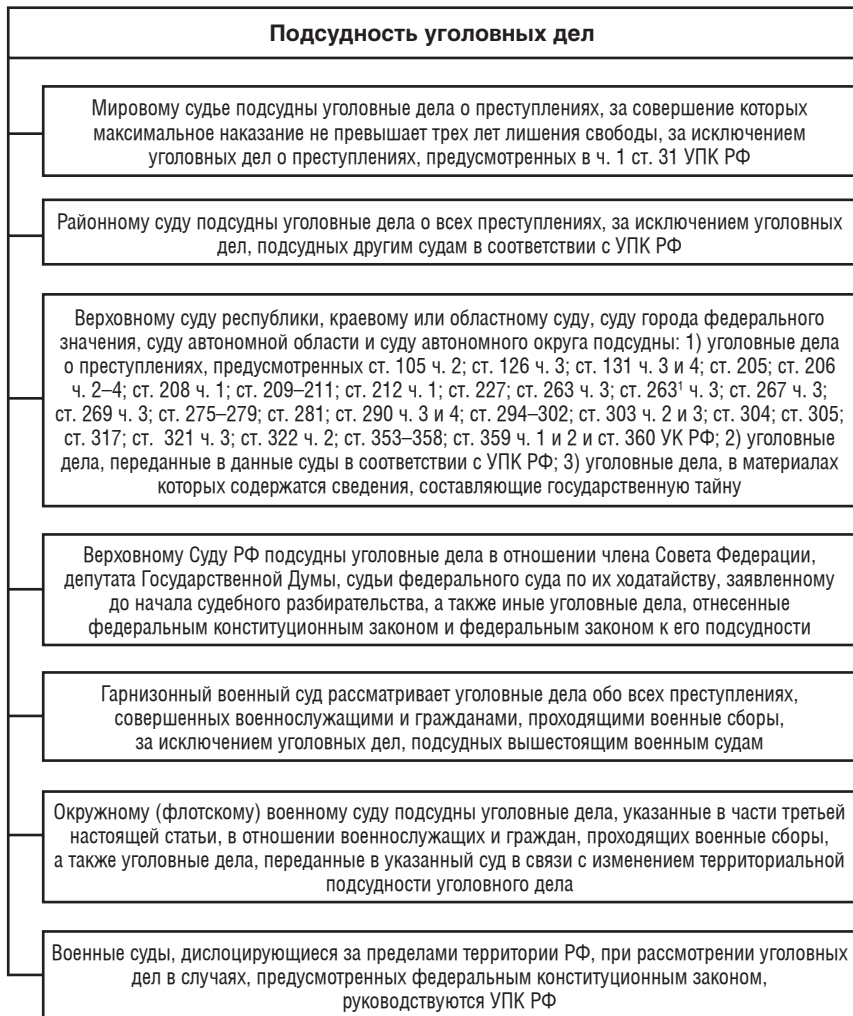 Подсудность уголовных дел
Мировому судье подсудны уголовные дела о преступлениях, за совершение которых
максимальное наказание не превышает трех лет лишения свободы, за исключением
уголовных дел о преступлениях, предусмотренных в ч. 1 ст. 31 УПК РФ
Районному суду подсудны уголовные дела о всех преступлениях, за исключением уголовных
дел, подсудных другим судам в соответствии с УПК РФ
Верховному суду республики, краевому или областному суду, суду города федерального
значения, суду автономной области и суду автономного округа подсудны: 1) уголовные дела
о преступлениях, предусмотренных ст. 105 ч. 2; ст. 126 ч. 3; ст. 131 ч. 3 и 4; ст. 205; ст. 206
ч. 2–4; ст. 208 ч. 1; ст. 209–211; ст. 212 ч. 1; ст. 227; ст. 263 ч. 3; ст. 263¹ ч. 3; ст. 267 ч. 3;
ст. 269 ч. 3; ст. 275–279; ст. 281; ст. 290 ч. 3 и 4; ст. 294–302; ст. 303 ч. 2 и 3; ст. 304; ст. 305;
ст. 317; ст. 321 ч. 3; ст. 322 ч. 2; ст. 353–358; ст. 359 ч. 1 и 2 и ст. 360 УК РФ; 2) уголовные
дела, переданные в данные суды в соответствии с УПК РФ; 3) уголовные дела, в материалах
которых содержатся сведения, составляющие государственную тайну
Верховному Суду РФ подсудны уголовные дела в отношении члена Совета Федерации,
депутата Государственной Думы, судьи федерального суда по их ходатайству, заявленному
до начала судебного разбирательства, а также иные уголовные дела, отнесенные
федеральным конституционным законом и федеральным законом к его подсудности
Гарнизонный военный суд рассматривает уголовные дела обо всех преступлениях,
совершенных военнослужащими и гражданами, проходящими военные сборы,
за исключением уголовных дел, подсудных вышестоящим военным судам
Окружному (флотскому) военному суду подсудны уголовные дела, указанные в части третьей
настоящей статьи, в отношении военнослужащих и граждан, проходящих военные сборы,
а также уголовные дела, переданные в указанный суд в связи с изменением территориальной
подсудности уголовного дела
Военные суды, дислоцирующиеся за пределами территории РФ, при рассмотрении уголовных
дел в случаях, предусмотренных федеральным конституционным законом,
руководствуются УПК РФ